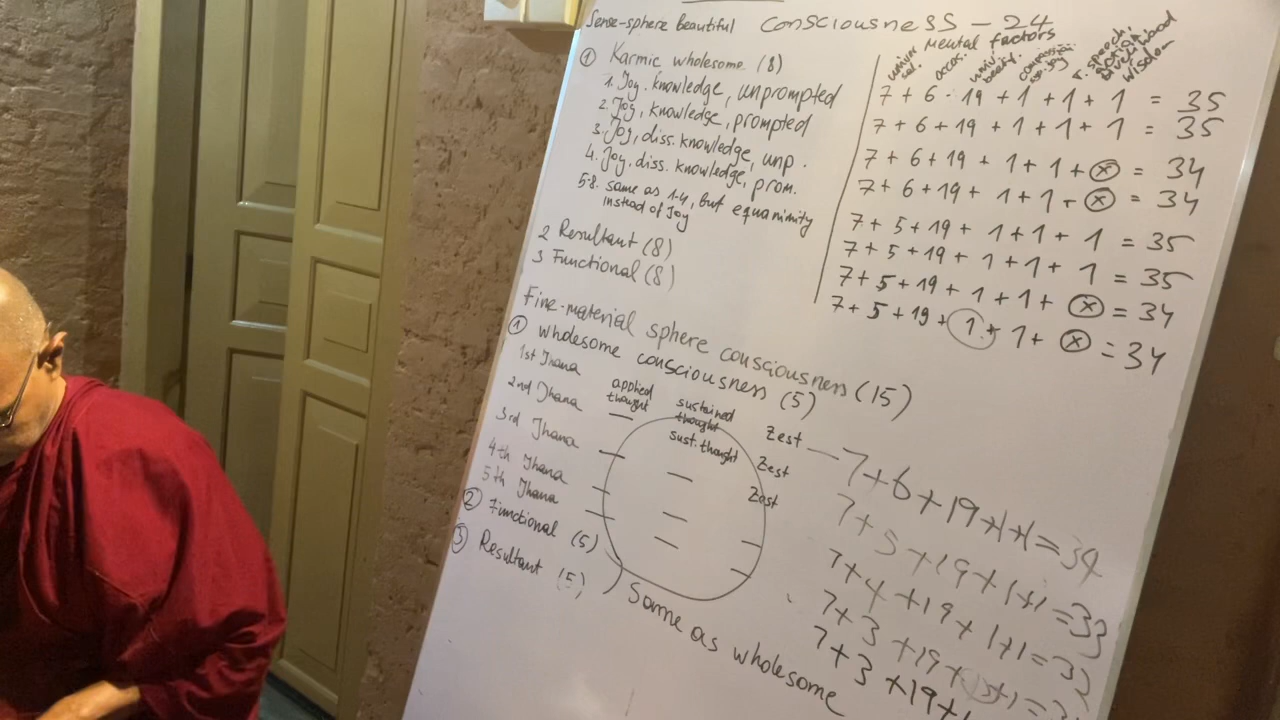 Sense-sphere beautiful consciousness - 24
Mental factors
occas.
speech
wisdom
① Karmic wholesome (8)
1. Joy, knowledge, unprompted
2. Joy, knowledge, prompted
3. Joy, diss. knowledge, unp.
4. Joy, diss. knowledge, prom.
5-8. same as 1-4, but equanimity
instead of Joy
2 Resultant (8)
3 Functional (8)
7 + 6 · 19 + 1 + 1 + 1 = 35
7 + 6 + 19 + 1 + 1 + 1 = 35
7 + 6 + 19 + 1 + 1 + ⓧ = 34
7 + 6 + 19 + 1 + 1 + ⓧ = 34
7 + 5 + 19 + 1 + 1 + 1 = 35
7 + 5 + 19 + 1 + 1 + 1 = 35
7 + 5 + 19 + 1 + 1 + ⓧ = 34
7 + 5 + 19 + 1 + 1 + ⓧ = 34
Fine-material sphere consciousness (15)
① wholesome consciousness (5)
applied thought sustained thought
1st Jhana — sust. thought Zest — 7+6+19+1+1 = 34
2nd Jhana — Zest 7+5+19+1+1 = 33
3rd Jhana — — Zest 7+4+19+1+1 = 32
4th Jhana — — — 7+3+19+1+1 =
5th Jhana — — — 7+3+19+1
② Functional (5)
③ Resultant (5) ) Same as wholesome